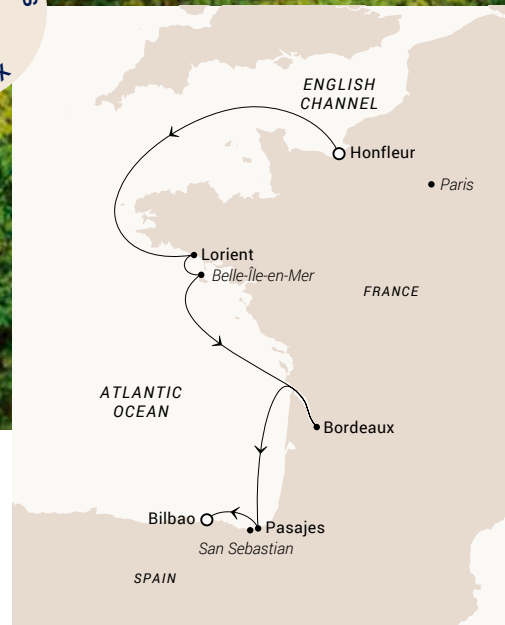 ENGLISH
CHANNEL
Honfleur
Paris
Lorient
Belle-Île-en-Mer
FRANCE
ATLANTIC
OCEAN
Bordeaux
Bilbao
Pasajes
San Sebastian
SPAIN